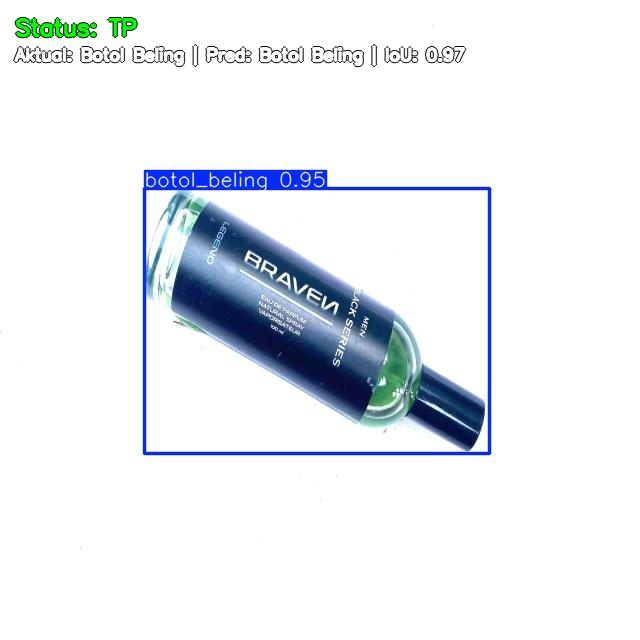 Status: TP
Aktual: Botol Beling | Pred: Botol Beling | IoU: 0.97
botol_beling 0.95
LEGEND
BRAVEN
EAU DE PARFUM
NATURAL SPRAY
VAPORISATEUR
100 ml
MEN
BLACK SERIES